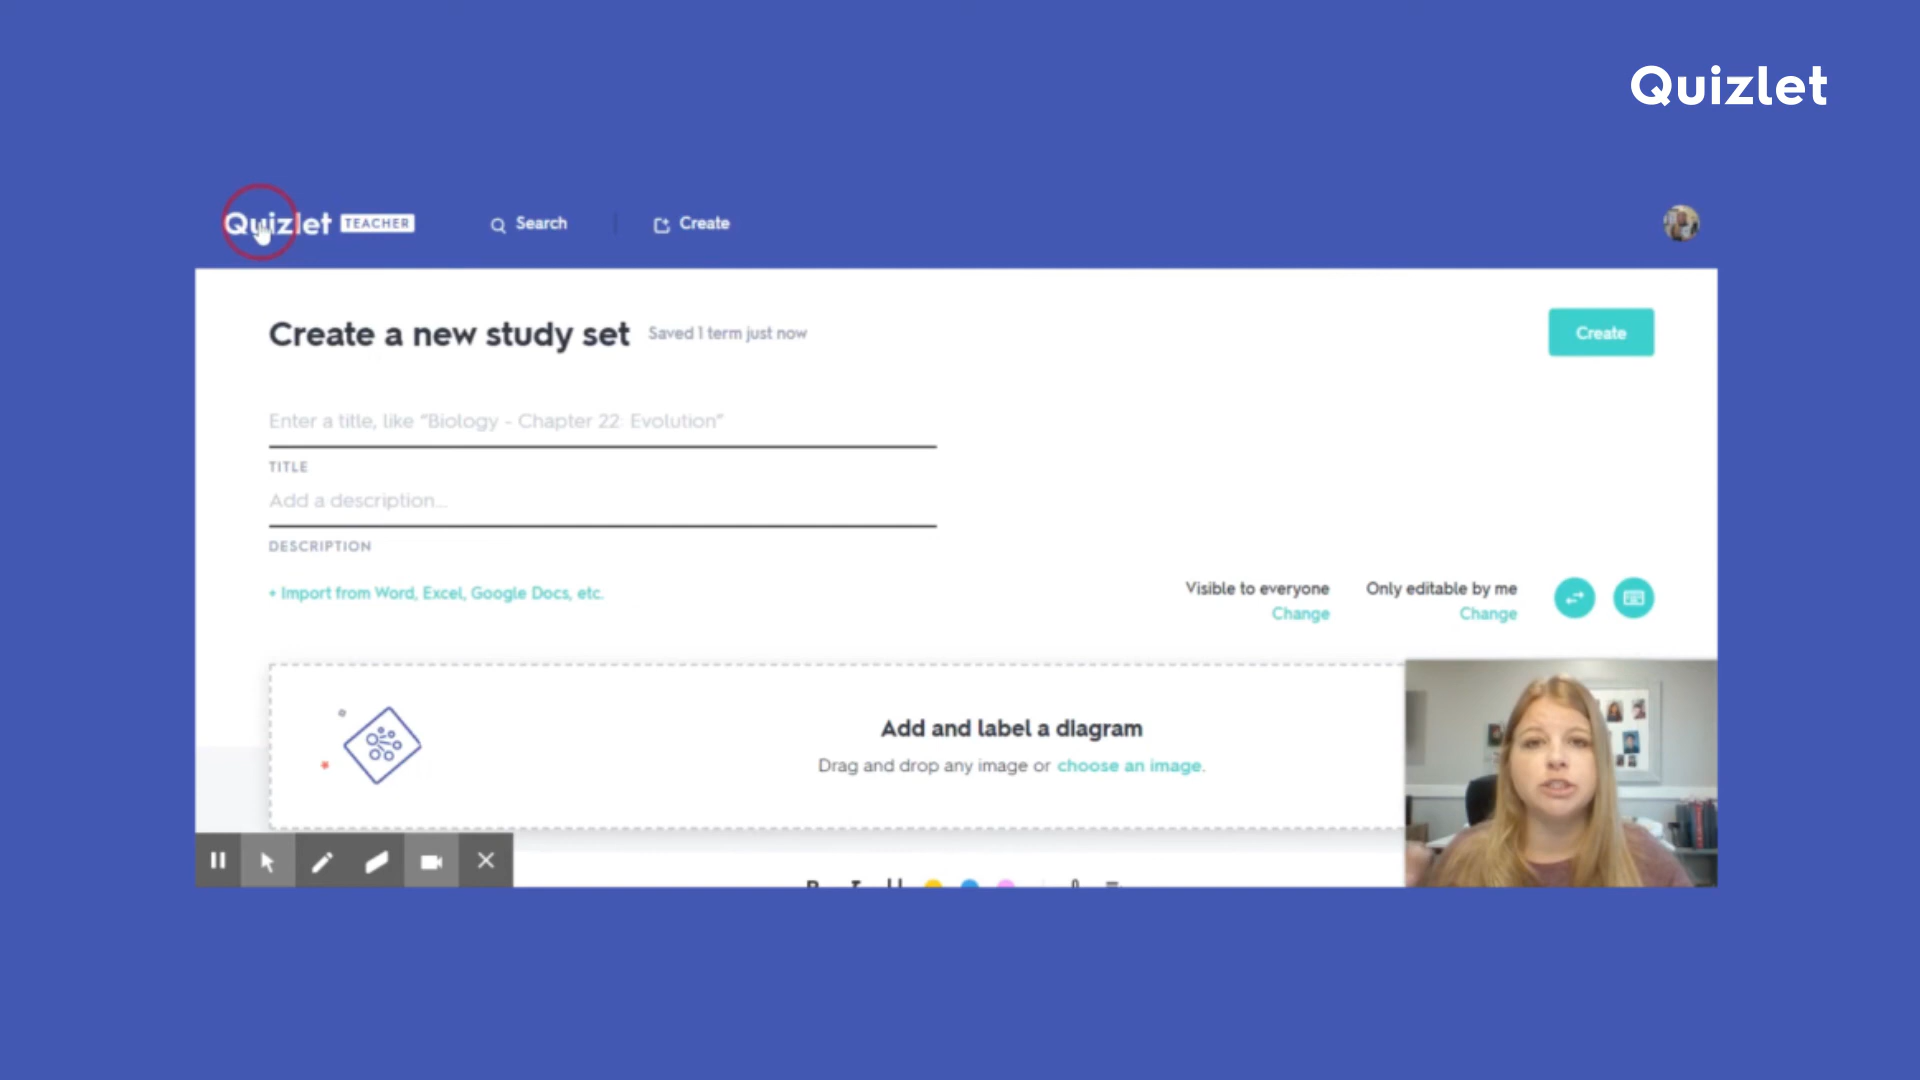 Quizlet
Quizlet TEACHER
Search
Create
Create a new study set
Saved 1 term just now
Create
Enter a title, like "Biology - Chapter 22: Evolution"
TITLE
Add a description...
DESCRIPTION
+ Import from Word, Excel, Google Docs, etc.
Visible to everyone
Change
Only editable by me
Change
Add and label a diagram
Drag and drop any image or choose an image.